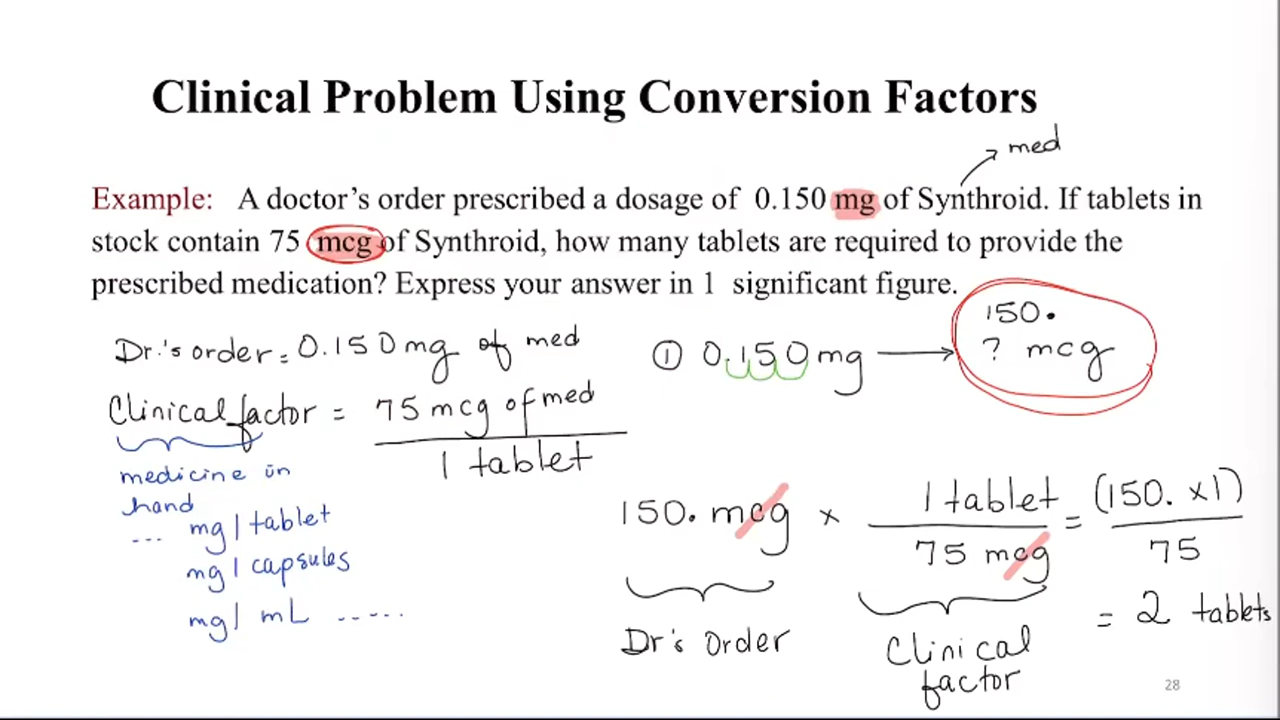 Clinical Problem Using Conversion Factors
med
Example: A doctor's order prescribed a dosage of 0.150 mg of Synthroid. If tablets in
stock contain 75 mcg of Synthroid, how many tablets are required to provide the
prescribed medication? Express your answer in 1 significant figure.
Dr.'s order = 0.150 mg of med
Clinical factor = 75 mcg of med
1 tablet
medicine in
hand
... mg / tablet
mg / capsules
mg / mL .....
① 0.150 mg → 150.
? mcg
150. mcg × 1 tablet = (150. x1)
75 mcg 75
= 2 tablets
Dr's Order
Clinical
factor
28